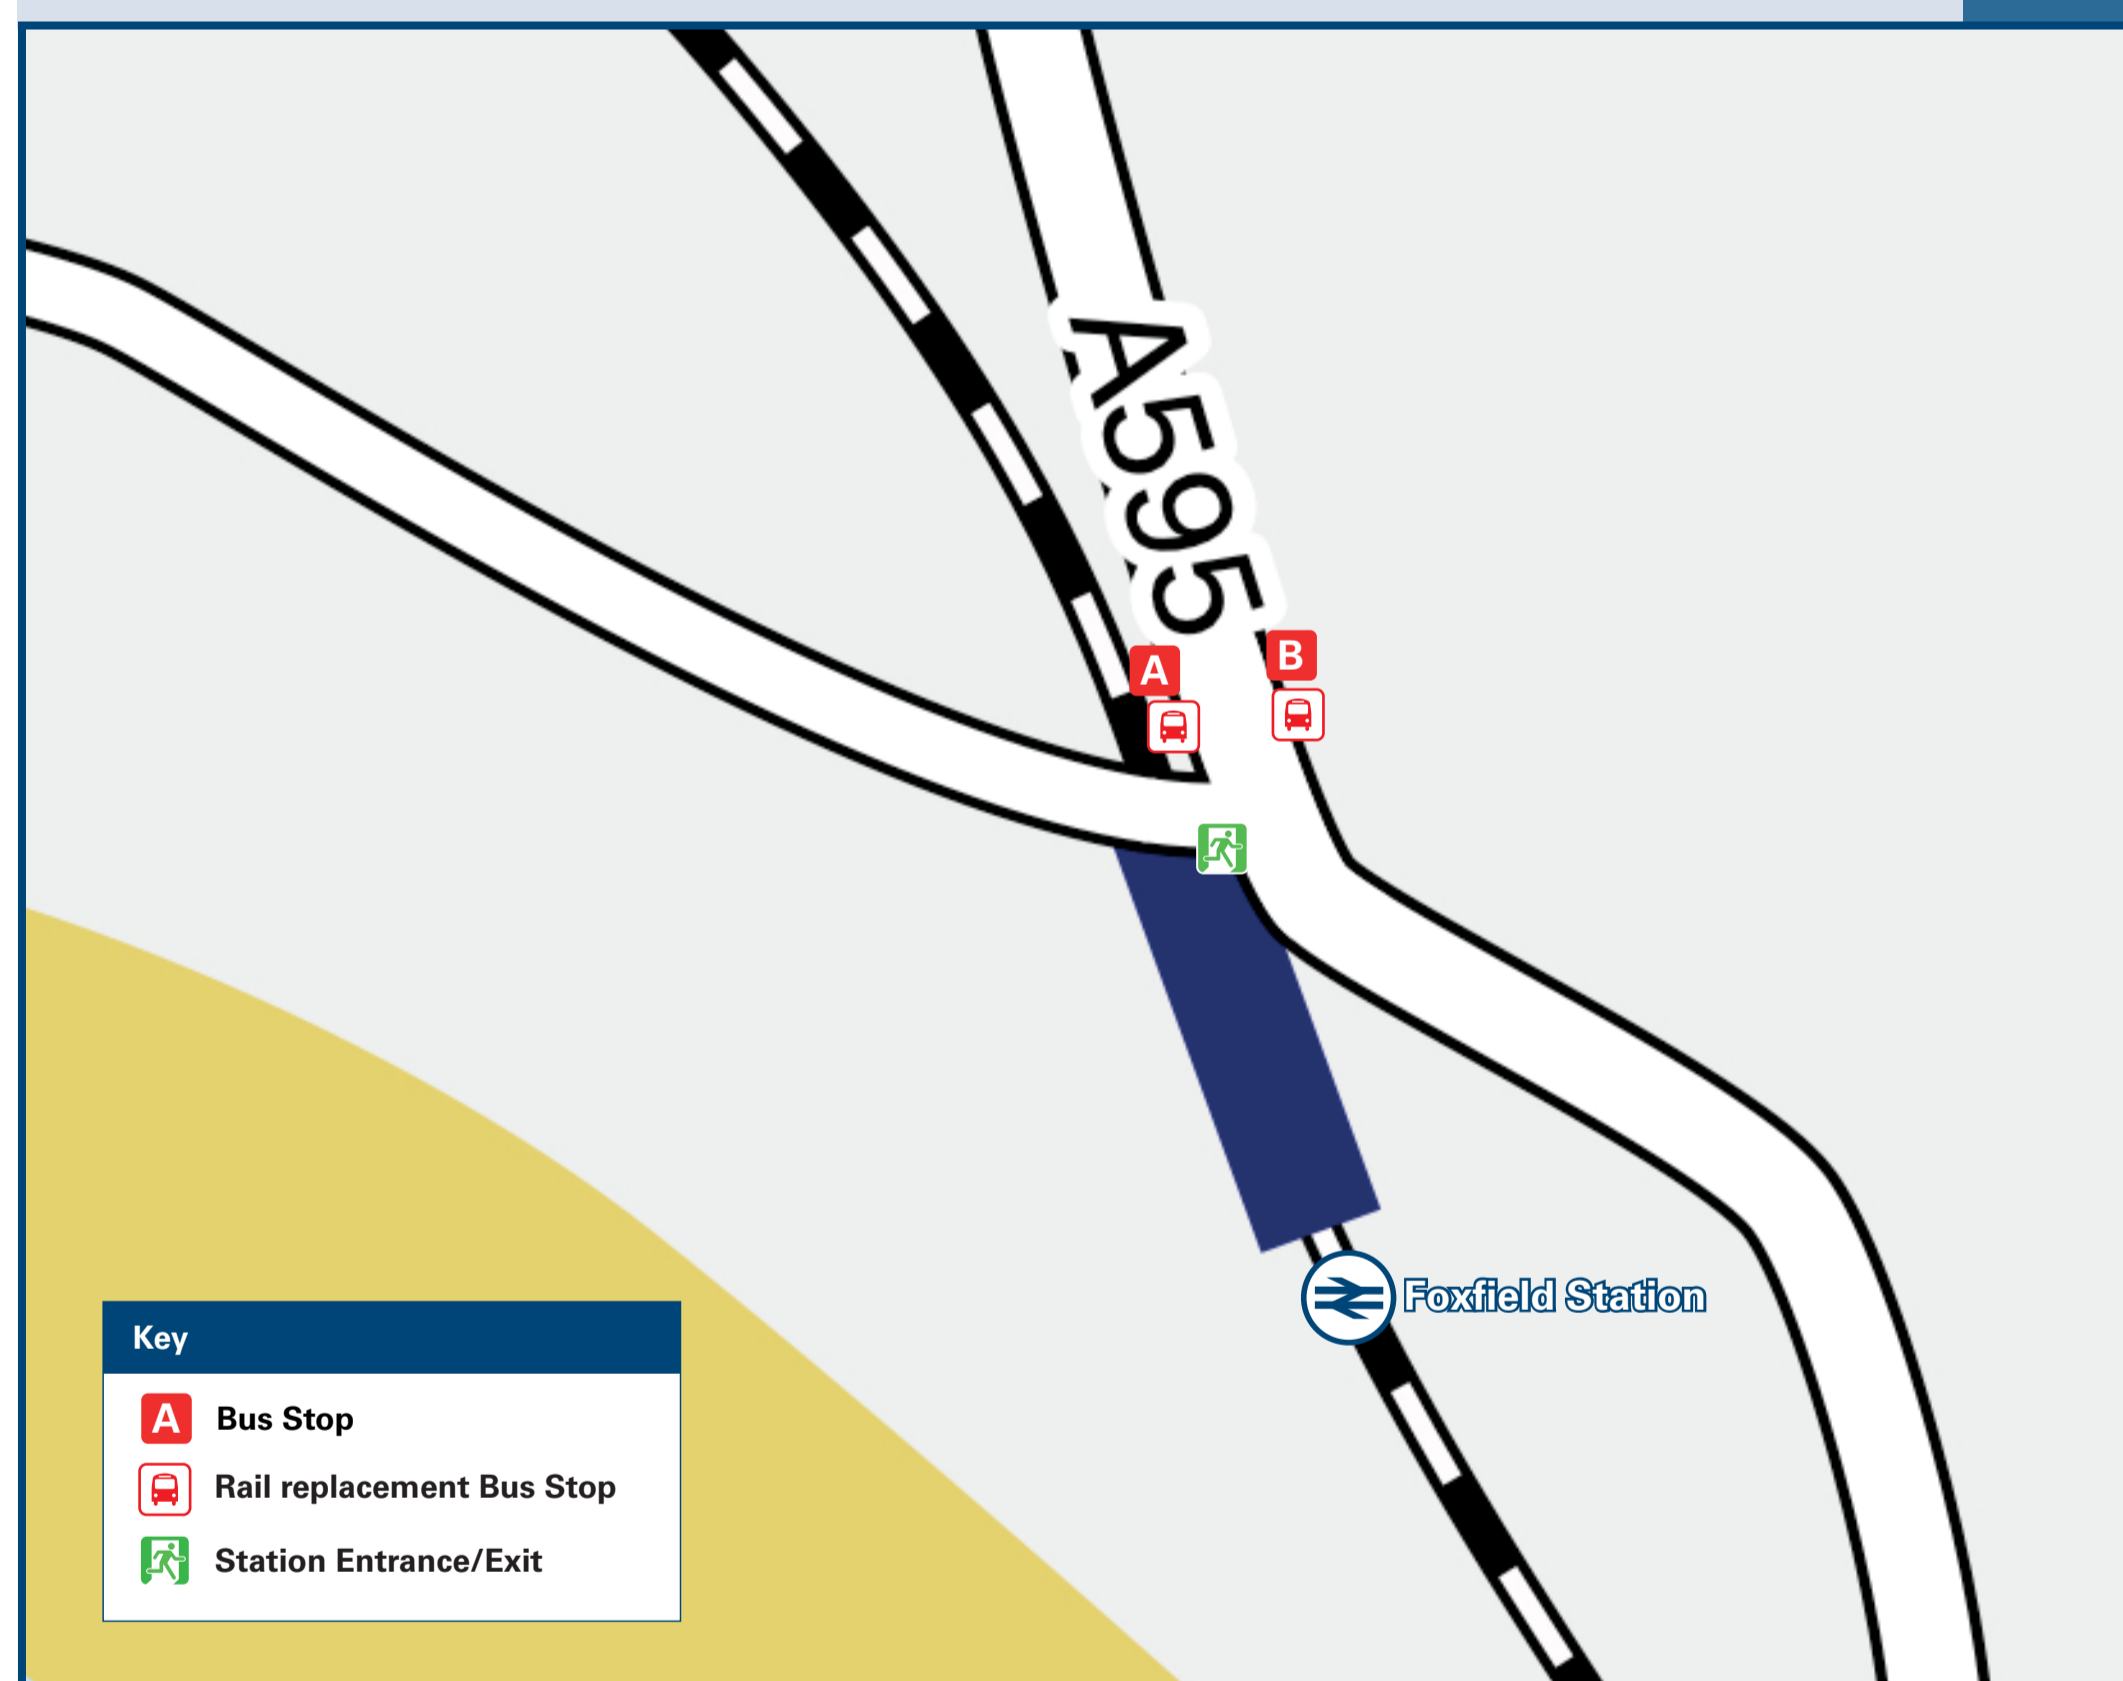 A595
A
B
Foxfield Station
Key
A Bus Stop
Rail replacement Bus Stop
Station Entrance/Exit